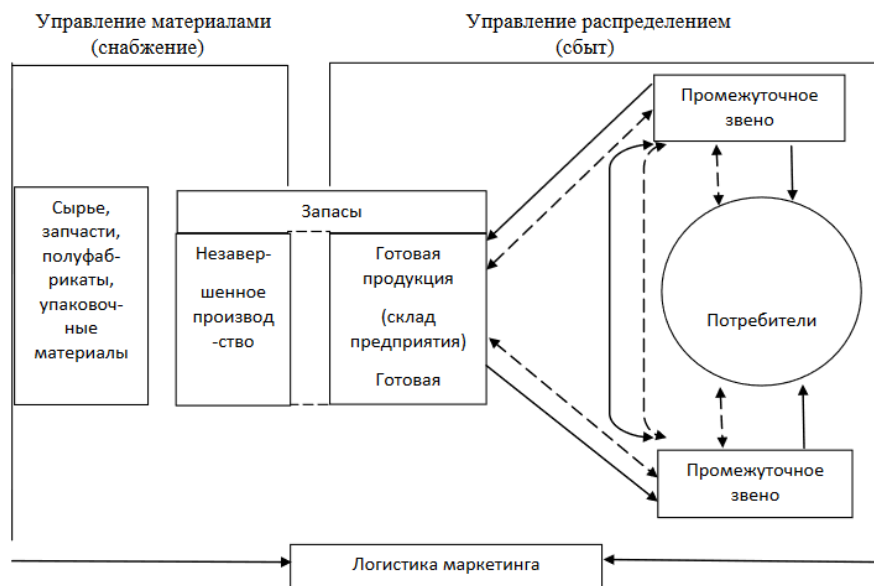 Управление материалами
(снабжение)
Управление распределением
(сбыт)
Промежуточное
звено
Сырье,
запчасти,
полуфаб-
рикаты,
упаковоч-
ные
материалы
Запасы
Незавер-
шенное
производ
-ство
Готовая
продукция
(склад
предприятия)
Готовая
Потребители
Промежуточное
звено
Логистика маркетинга